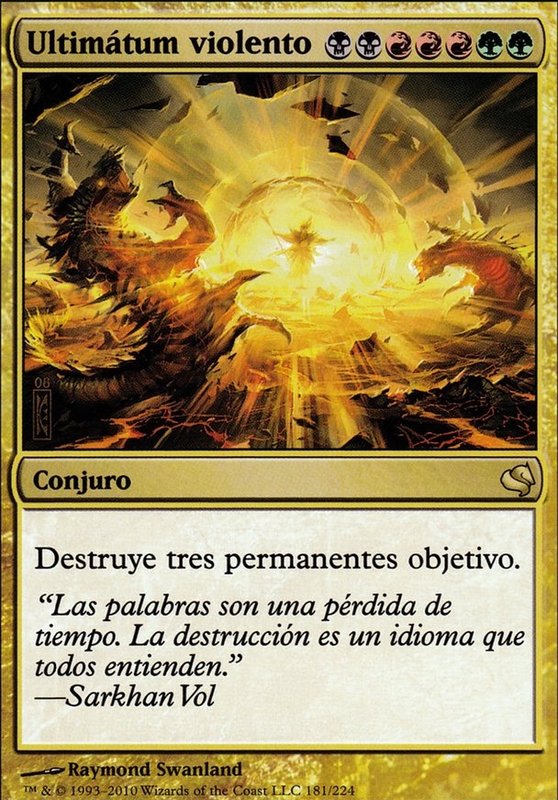 Ultimátum violento
08
Conjuro
Destruye tres permanentes objetivo.
“Las palabras son una pérdida de
tiempo. La destrucción es un idioma que
todos entienden.”
—Sarkhan Vol
Raymond Swanland
™ & © 1993–2010 Wizards of the Coast LLC 181/224